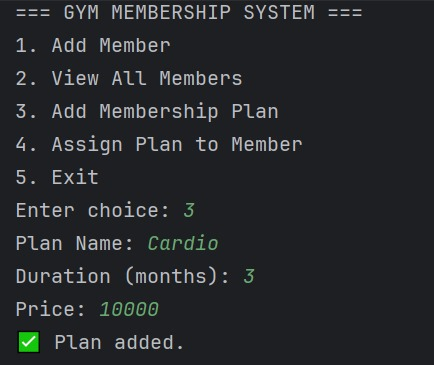 === GYM MEMBERSHIP SYSTEM ===
1. Add Member
2. View All Members
3. Add Membership Plan
4. Assign Plan to Member
5. Exit
Enter choice: 3
Plan Name: Cardio
Duration (months): 3
Price: 10000
✅ Plan added.